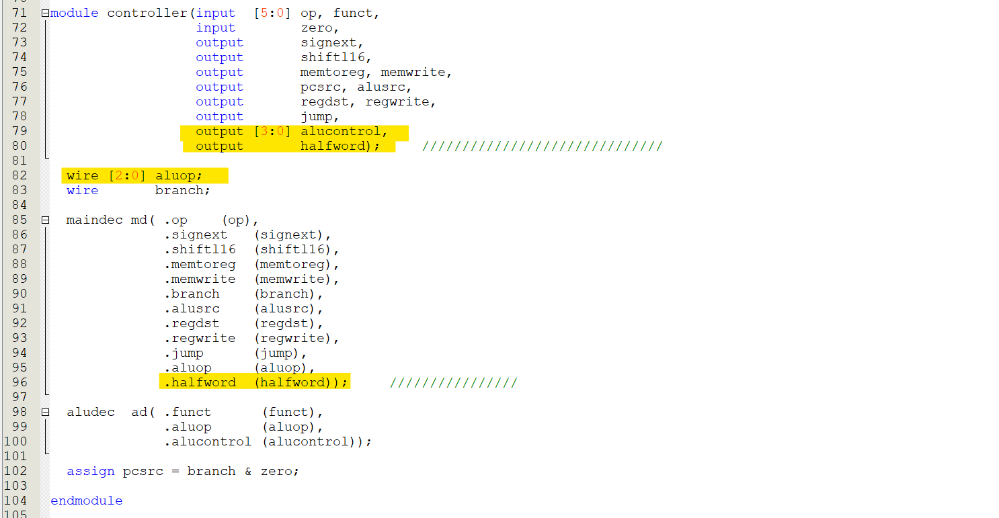 71 module controller(input [5:0] op, funct,
72 input zero,
73 output signext,
74 output shiftl16,
75 output memtoreg, memwrite,
76 output pcsrc, alusrc,
77 output regdst, regwrite,
78 output jump,
79 output [3:0] alucontrol,
80 output halfword); //////////////////////////////
81
82 wire [2:0] aluop;
83 wire branch;
84
85 maindec md( .op (op),
86 .signext (signext),
87 .shiftl16 (shiftl16),
88 .memtoreg (memtoreg),
89 .memwrite (memwrite),
90 .branch (branch),
91 .alusrc (alusrc),
92 .regdst (regdst),
93 .regwrite (regwrite),
94 .jump (jump),
95 .aluop (aluop),
96 .halfword (halfword)); ////////////////
97
98 aludec ad( .funct (funct),
99 .aluop (aluop),
100 .alucontrol (alucontrol));
101
102 assign pcsrc = branch & zero;
103
104 endmodule
105